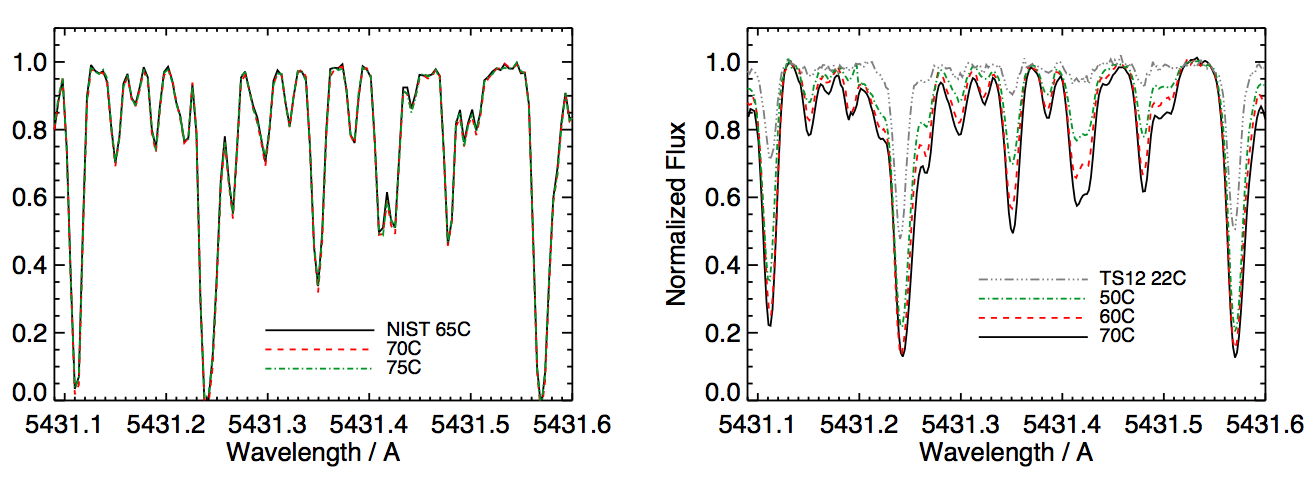 1.0
0.8
0.6
0.4
0.2
0.0
NIST 65C
70C
75C
5431.1 5431.2 5431.3 5431.4 5431.5 5431.6
Wavelength / A
Normalized Flux
1.0
0.8
0.6
0.4
0.2
0.0
TS12 22C
50C
60C
70C
5431.1 5431.2 5431.3 5431.4 5431.5 5431.6
Wavelength / A